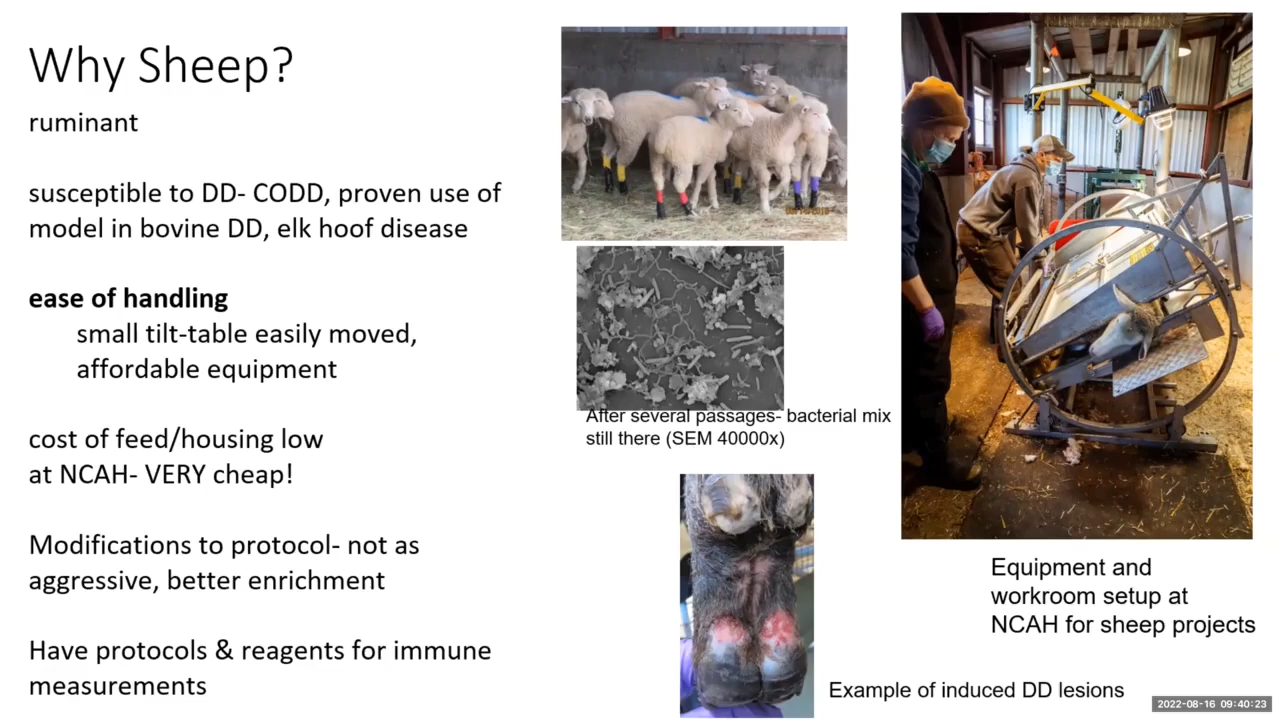 Why Sheep?
ruminant
susceptible to DD- CODD, proven use of
model in bovine DD, elk hoof disease
ease of handling
small tilt-table easily moved,
affordable equipment
cost of feed/housing low
at NCAH- VERY cheap!
Modifications to protocol- not as
aggressive, better enrichment
Have protocols & reagents for immune
measurements
After several passages- bacterial mix
still there (SEM 40000x)
Example of induced DD lesions
Equipment and
workroom setup at
NCAH for sheep projects
2022-08-16 09:40:23